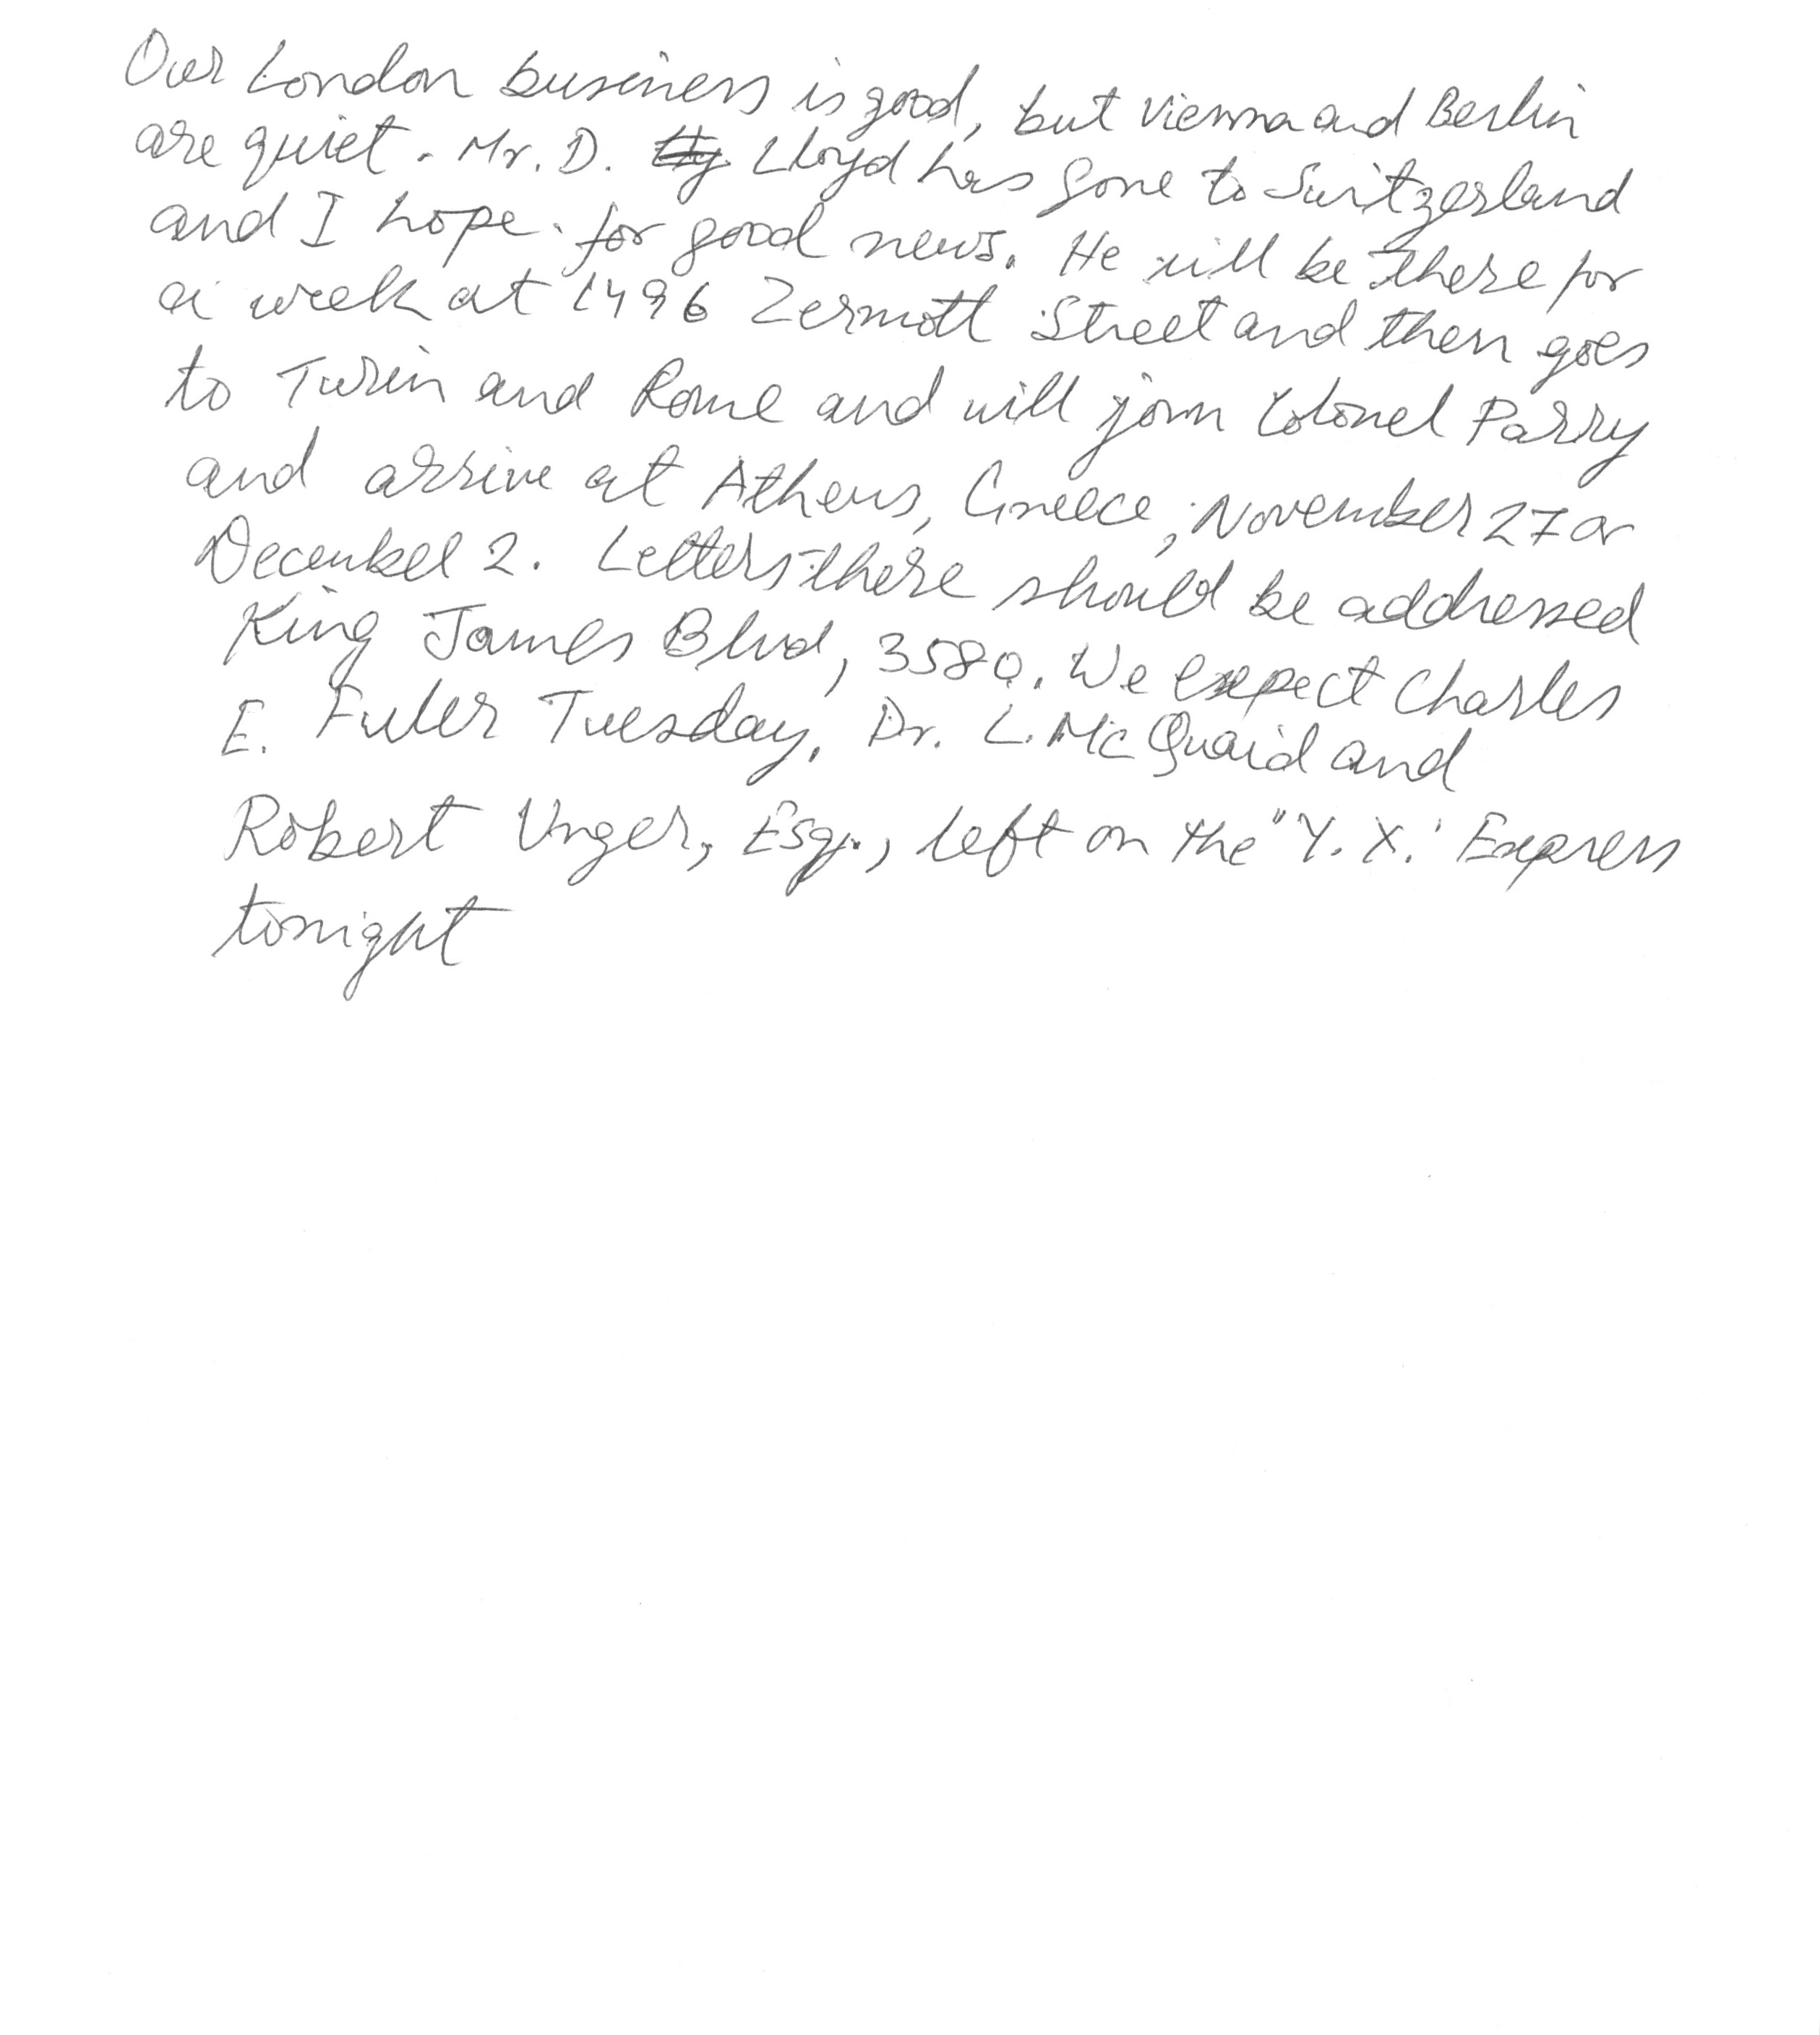 Our London business is good, but Vienna and Berlin
are quiet. Mr. D. Lloyd has gone to Switzerland
and I hope for good news. He will be there for
a week at 1496 Zermott Street and then goes
to Turin and Rome and will join Colonel Parry
and arrive at Athens, Greece, November 27 or
December 2. Letters there should be addressed
King James Blvd, 3580. We expect Charles
E. Fuller Tuesday. Dr. L. McQuaid and
Robert Unger, Esq., left on the "Y. X." Express
tonight